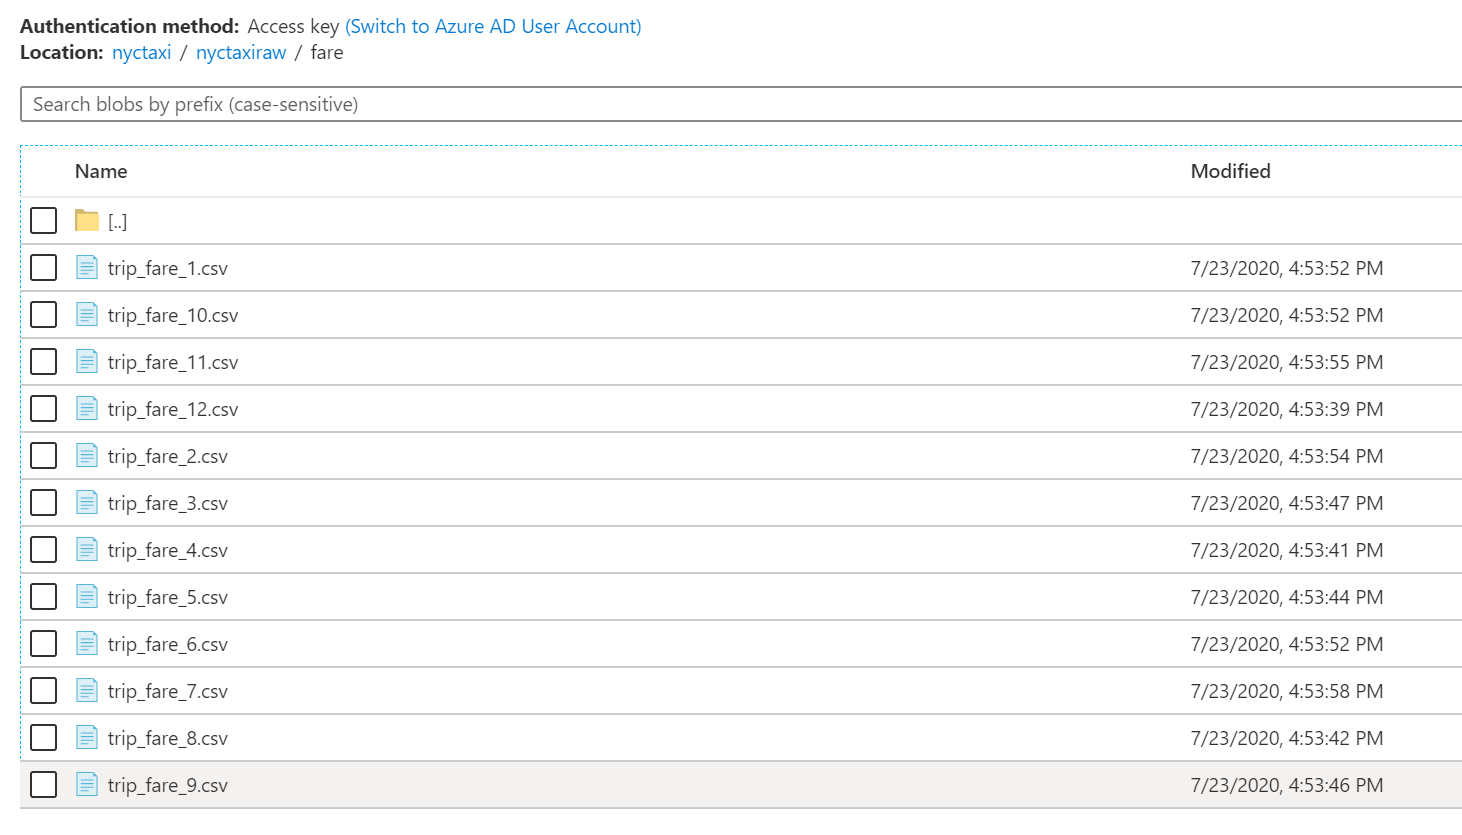 Authentication method: Access key (Switch to Azure AD User Account)
Location: nyctaxi / nyctaxiraw / fare
Search blobs by prefix (case-sensitive)
Name Modified
[..]
trip_fare_1.csv 7/23/2020, 4:53:52 PM
trip_fare_10.csv 7/23/2020, 4:53:52 PM
trip_fare_11.csv 7/23/2020, 4:53:55 PM
trip_fare_12.csv 7/23/2020, 4:53:39 PM
trip_fare_2.csv 7/23/2020, 4:53:54 PM
trip_fare_3.csv 7/23/2020, 4:53:47 PM
trip_fare_4.csv 7/23/2020, 4:53:41 PM
trip_fare_5.csv 7/23/2020, 4:53:44 PM
trip_fare_6.csv 7/23/2020, 4:53:52 PM
trip_fare_7.csv 7/23/2020, 4:53:58 PM
trip_fare_8.csv 7/23/2020, 4:53:42 PM
trip_fare_9.csv 7/23/2020, 4:53:46 PM